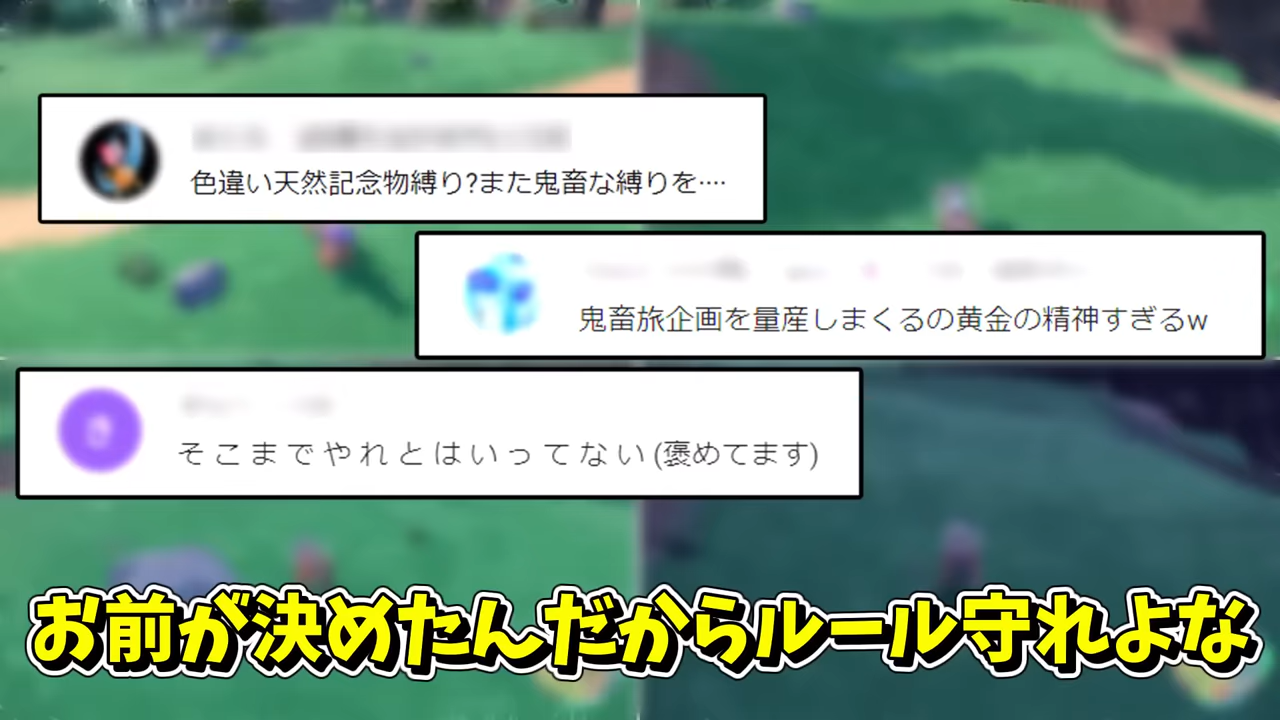 色違い天然記念物縛り?また鬼畜な縛りを‥‥
鬼畜旅企画を量産しまくるの黄金の精神すぎるw
そこまでやれとはいってない(褒めてます)
お前が決めたんだからルール守れよな